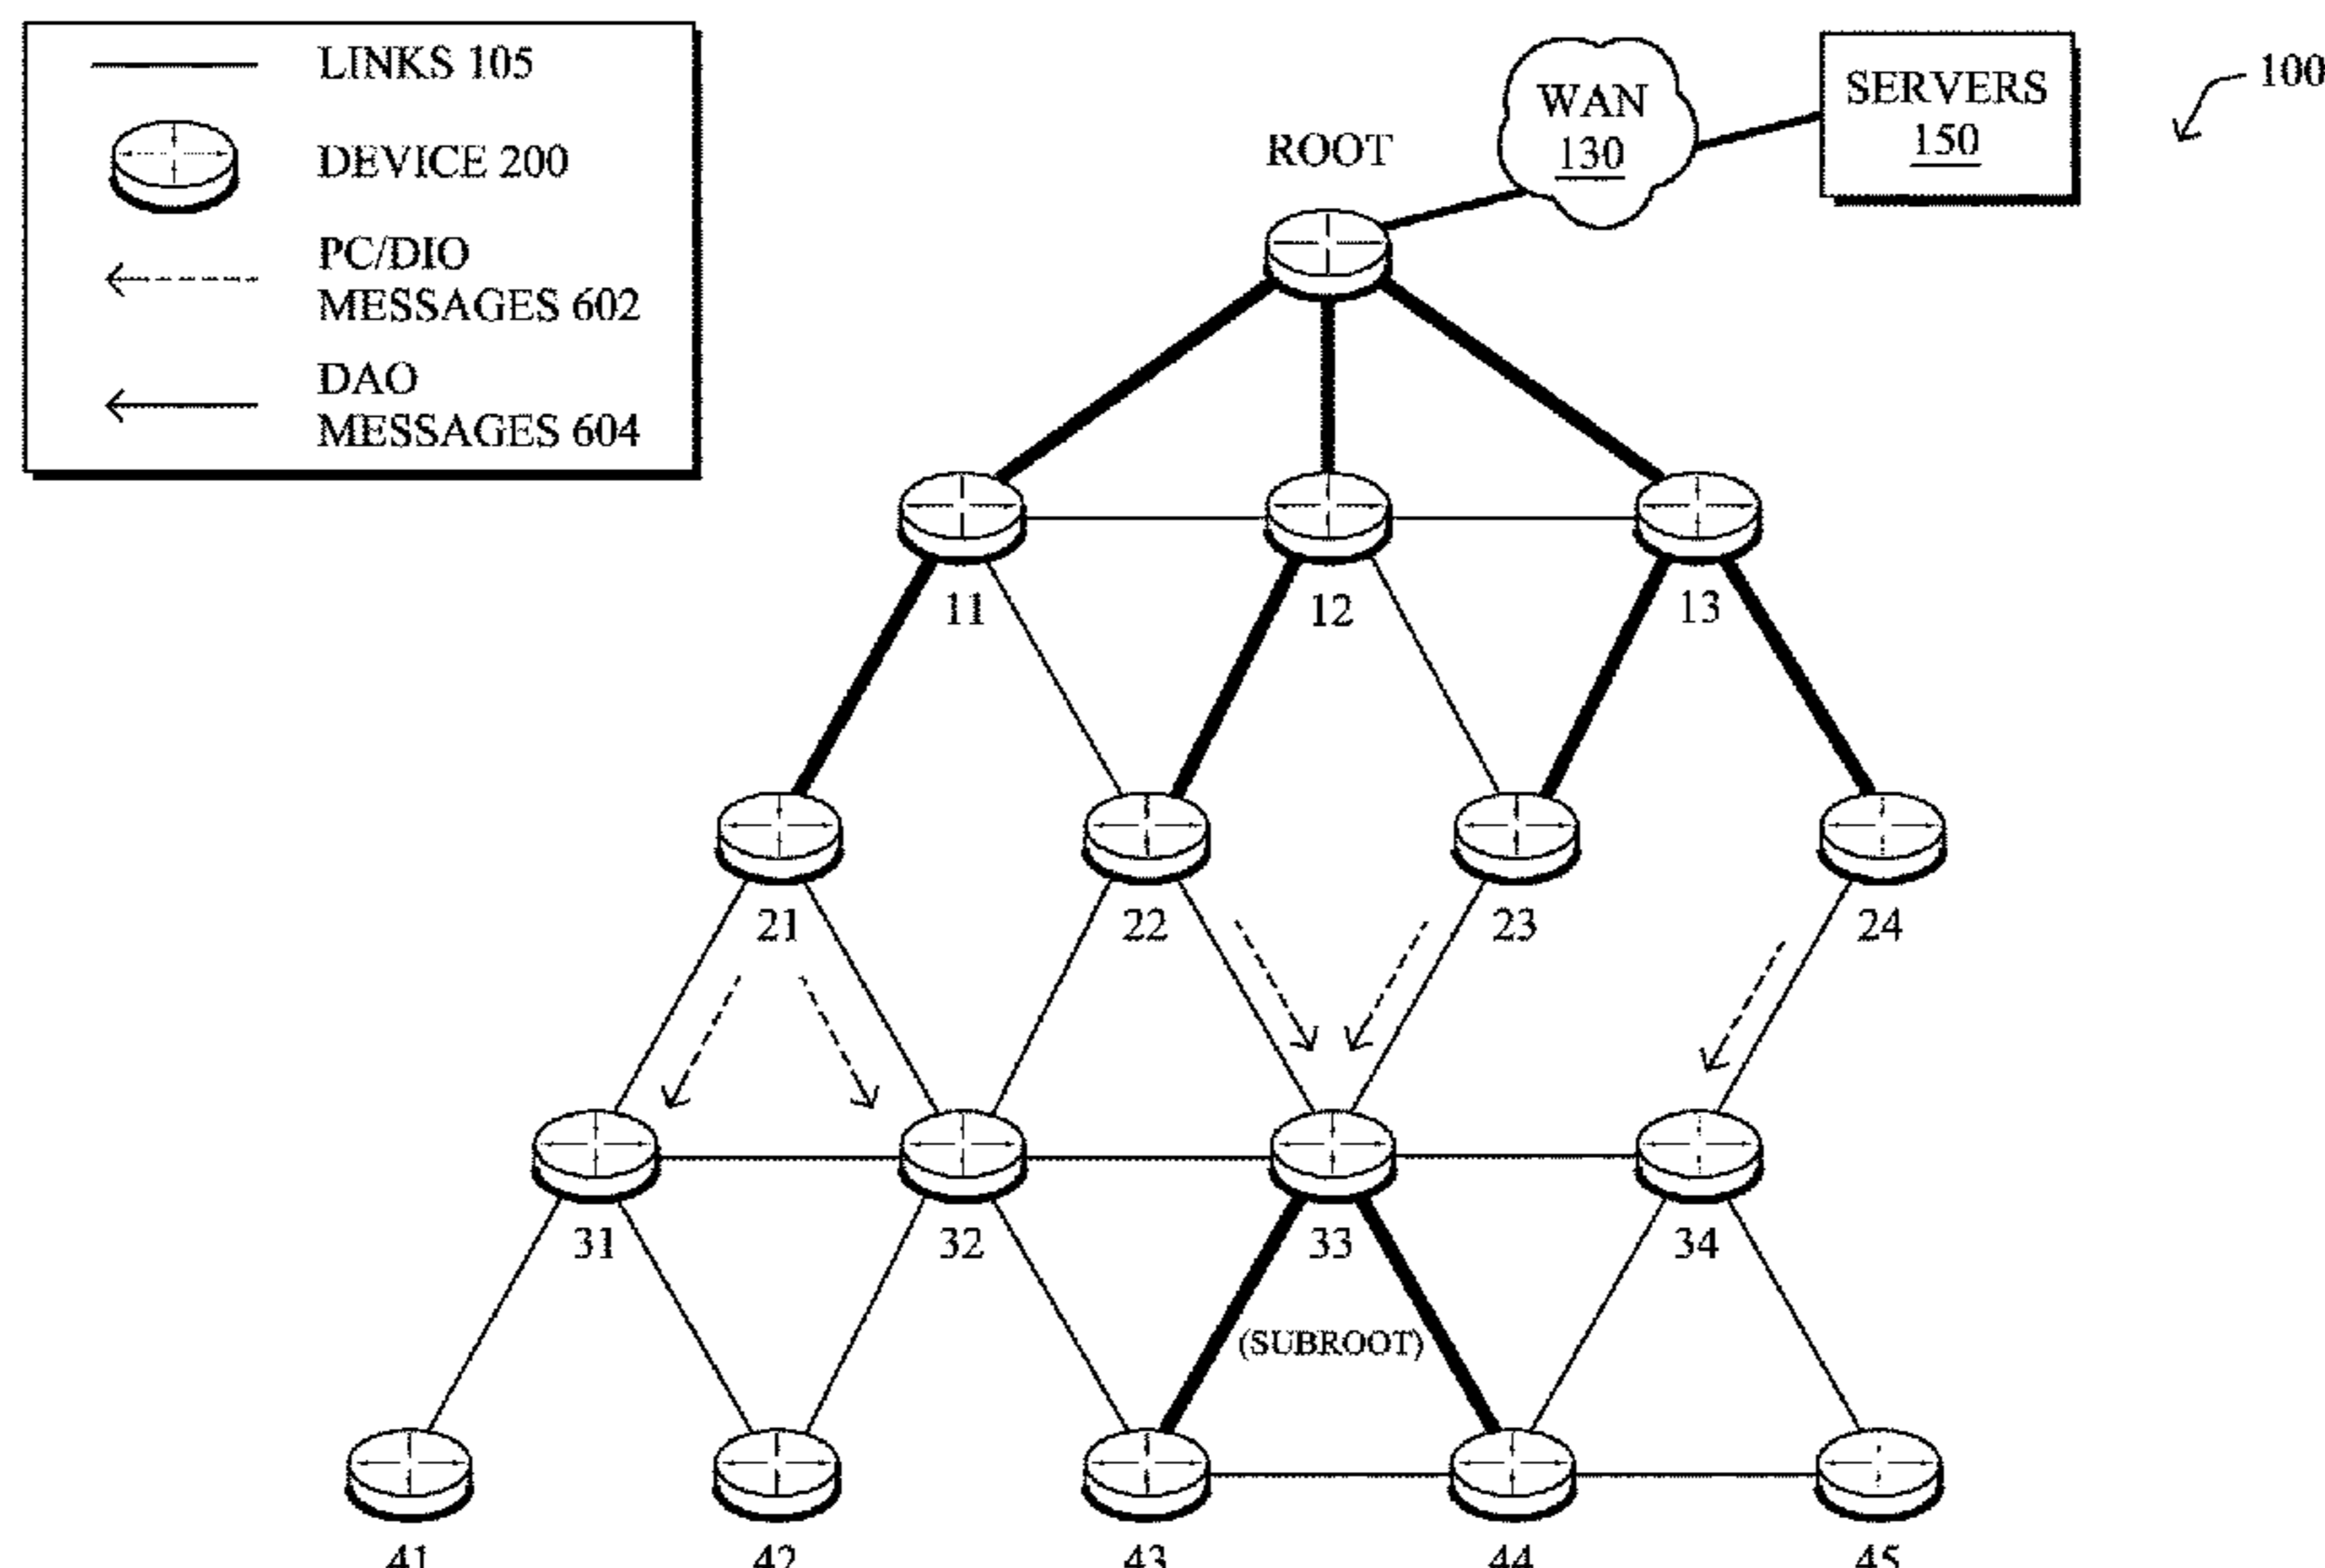 LINKS 105
DEVICE 200
PC/DIO
MESSAGES 602
DAO
MESSAGES 604
ROOT
WAN
130
SERVERS
150
100
11
12
13
21
22
23
24
31
32
33
34
(SUBROOT)
41
42
43
44
45